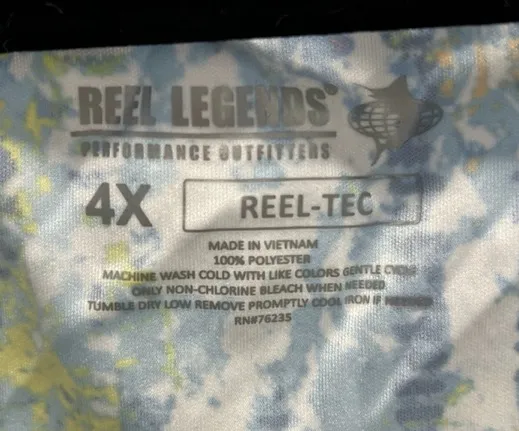 REEL LEGENDS®
PERFORMANCE OUTFITTERS
4X REEL-TEC
MADE IN VIETNAM
100% POLYESTER
MACHINE WASH COLD WITH LIKE COLORS GENTLE CYCLE
ONLY NON-CHLORINE BLEACH WHEN NEEDED
TUMBLE DRY LOW REMOVE PROMPTLY COOL IRON IF NEEDED
RN#76235